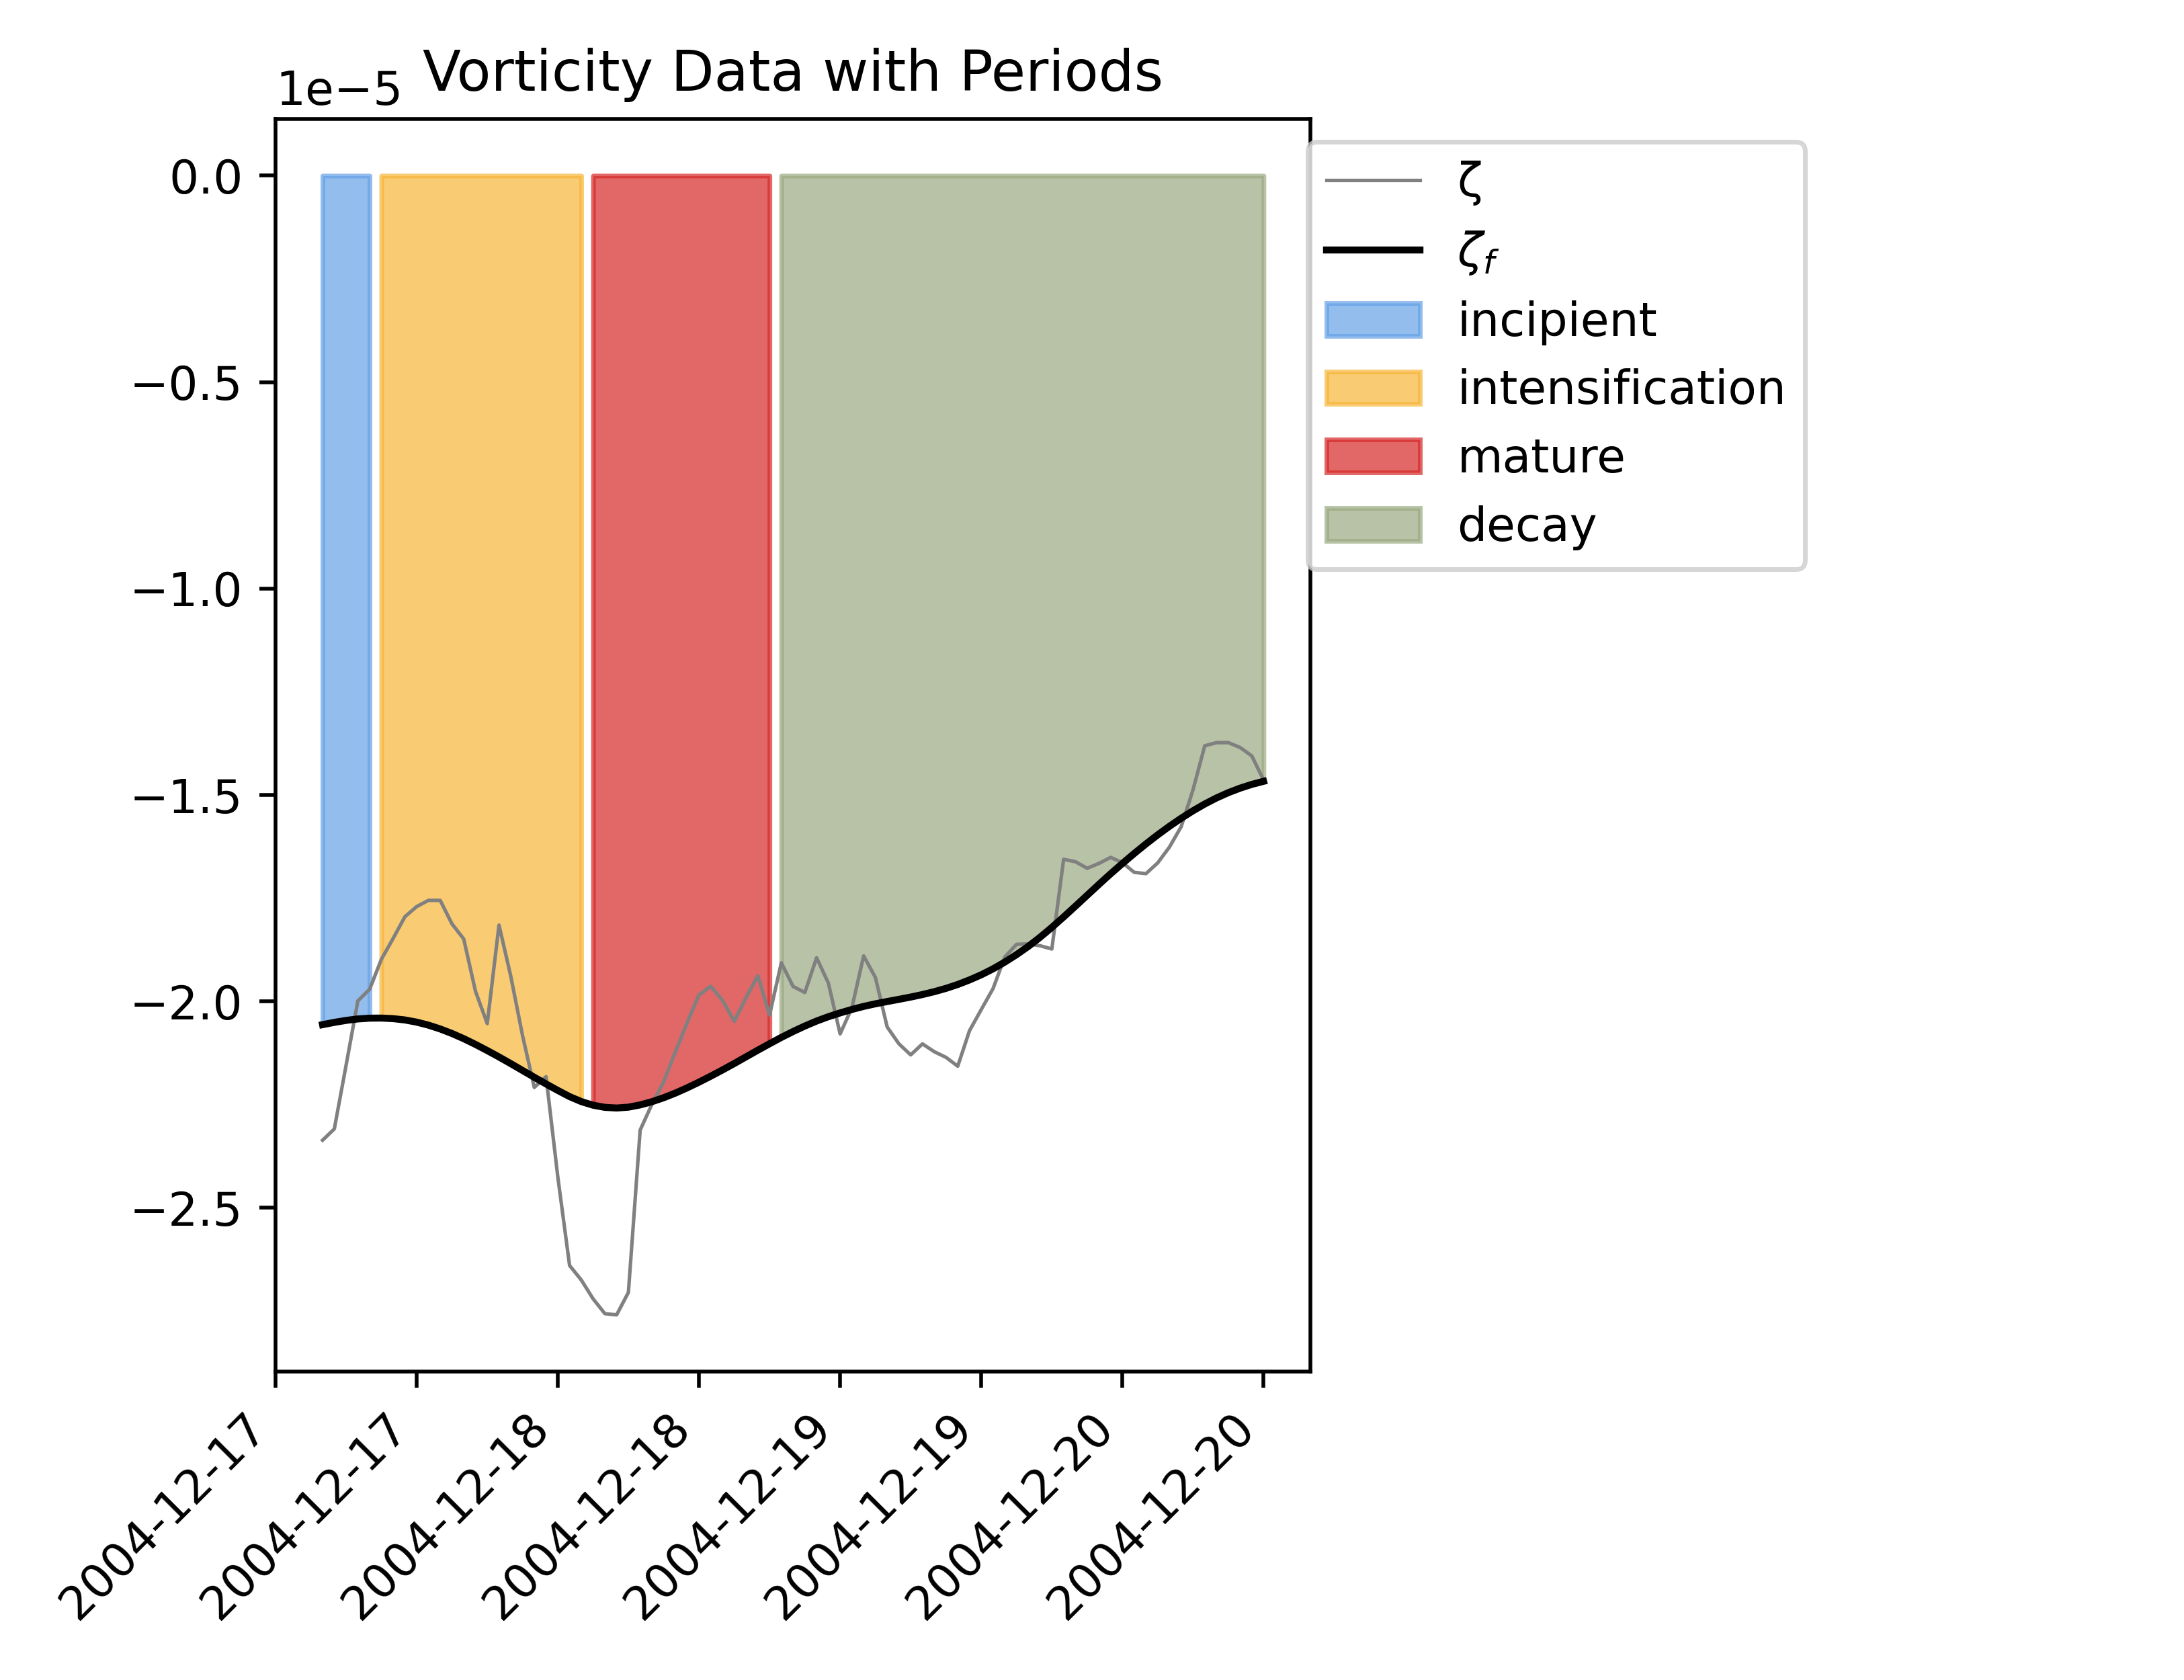 Vorticity Data with Periods
1e−5
0.0
−0.5
−1.0
−1.5
−2.0
−2.5
2004-12-17
2004-12-17
2004-12-18
2004-12-18
2004-12-19
2004-12-19
2004-12-20
2004-12-20
ζ
ζf
incipient
intensification
mature
decay